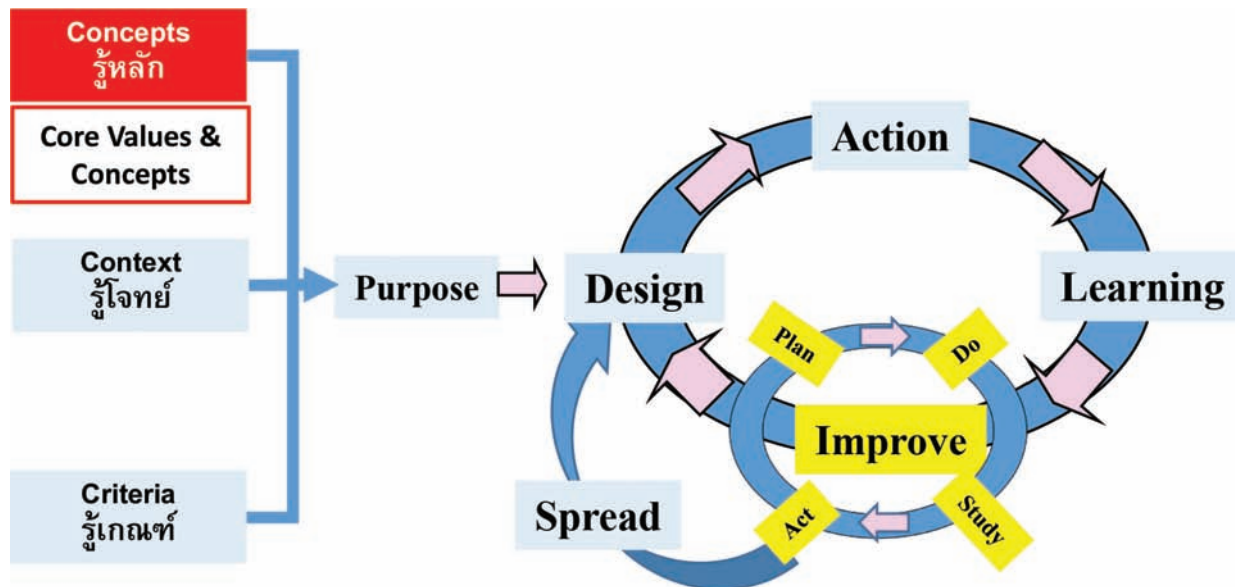 Concepts
รู้หลัก
Core Values &
Concepts
Context
รู้โจทย์
Criteria
รู้เกณฑ์
Purpose
Design
Action
Learning
Improve
Plan
Do
Study
Act
Spread